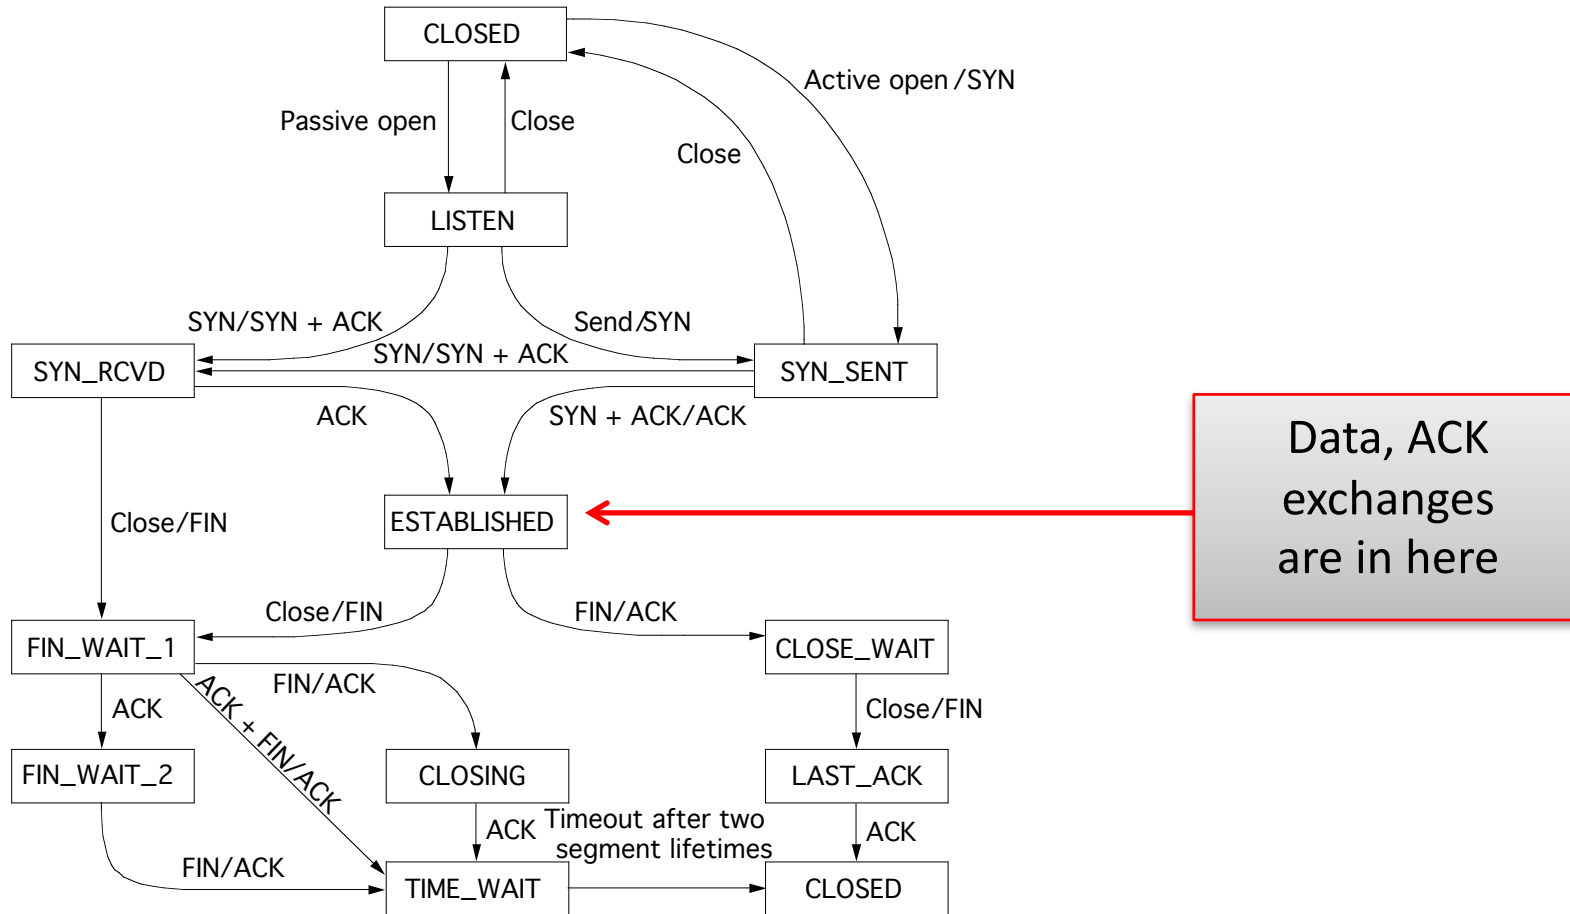 CLOSED
Active open /SYN
Passive open
Close
Close
LISTEN
SYN/SYN + ACK
Send/SYN
SYN/SYN + ACK
SYN_RCVD
SYN_SENT
ACK
SYN + ACK/ACK
Data, ACK
exchanges
are in here
Close/FIN
ESTABLISHED
Close/FIN
FIN/ACK
FIN_WAIT_1
CLOSE_WAIT
FIN/ACK
ACK
ACK + FIN/ACK
Close/FIN
FIN_WAIT_2
CLOSING
LAST_ACK
ACK
Timeout after two
segment lifetimes
ACK
FIN/ACK
TIME_WAIT
CLOSED